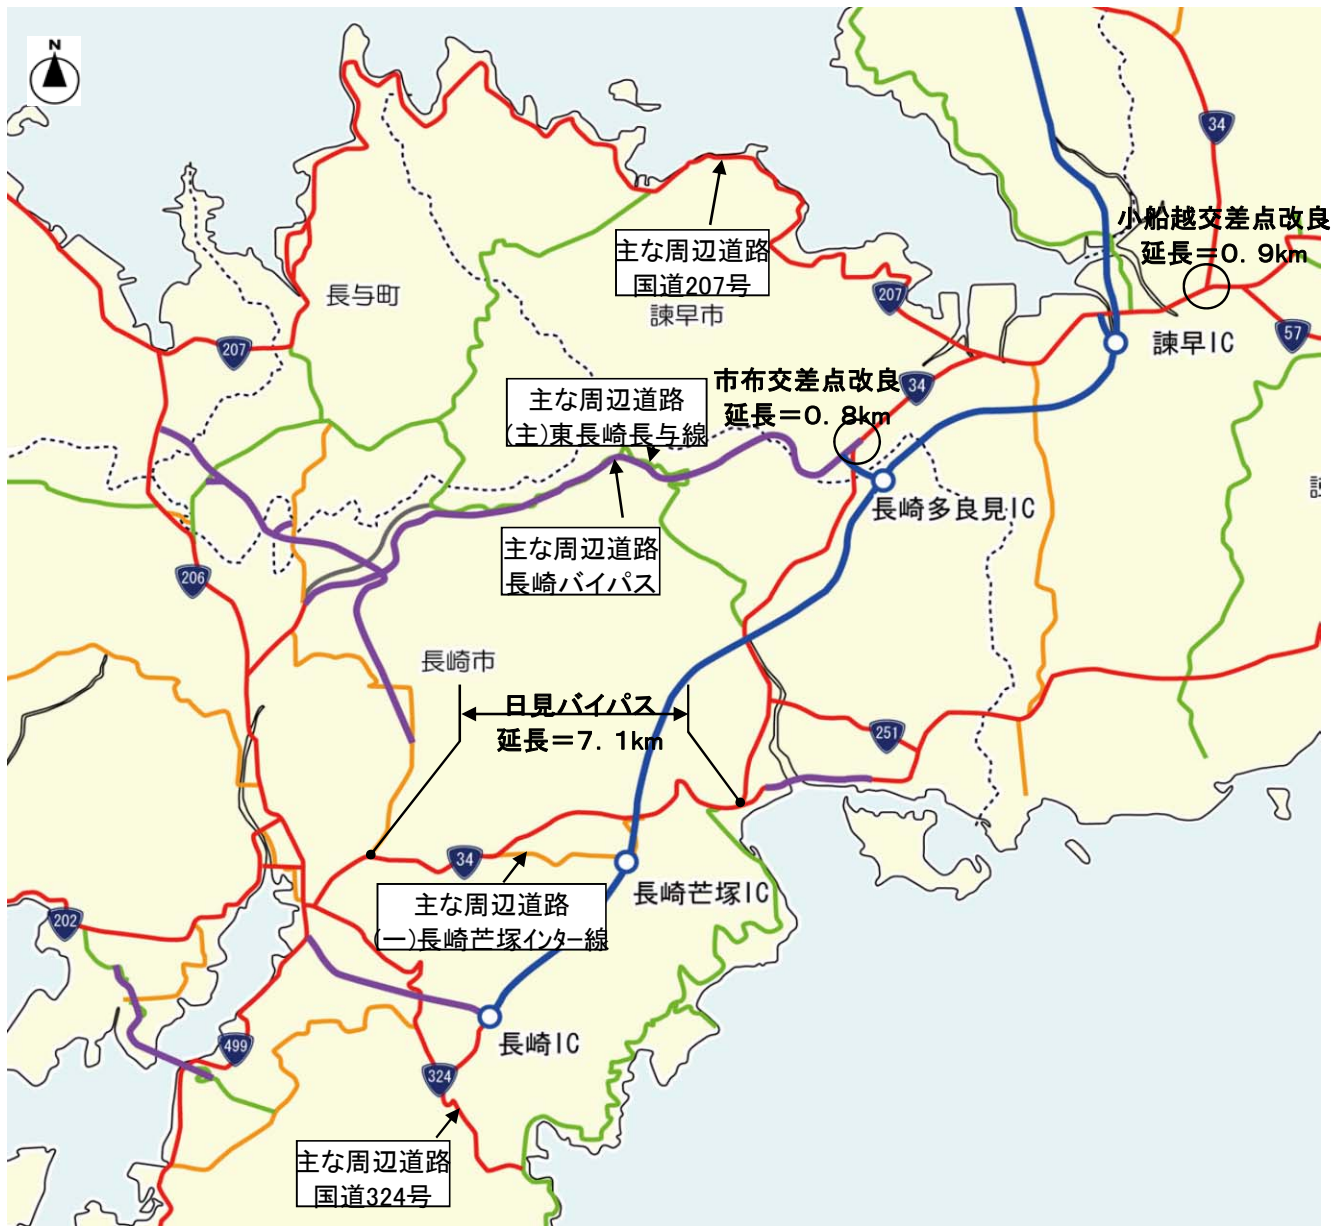 N
34
小船越交差点改良
延長＝0．9km
主な周辺道路
国道207号
長与町
諫早市
207
57
諫早IC
207
主な周辺道路
(主)東長崎長与線
市布交差点改良
延長＝0．8km
34
長崎多良見IC
主な周辺道路
長崎バイパス
206
長崎市
日見バイパス
延長＝7．1km
251
34
長崎芒塚IC
主な周辺道路
(一)長崎芒塚インター線
202
長崎IC
499
324
主な周辺道路
国道324号